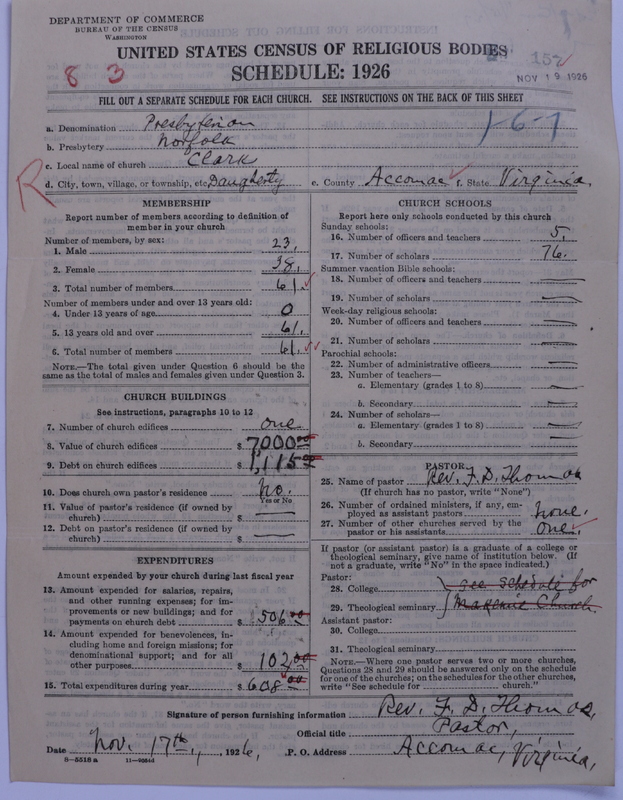 DEPARTMENT OF COMMERCE
BUREAU OF THE CENSUS
WASHINGTON
UNITED STATES CENSUS OF RELIGIOUS BODIES
SCHEDULE: 1926
8 3
152
NOV 19 1926
FILL OUT A SEPARATE SCHEDULE FOR EACH CHURCH. SEE INSTRUCTIONS ON THE BACK OF THIS SHEET
1-6-7
a. Denomination Presbyterian
b. Presbytery Norfolk
c. Local name of church Clark
R
d. City, town, village, or township, etc. Daugherty e. County Accomac f. State Virginia.
MEMBERSHIP
Report number of members according to definition of
member in your church
Number of members, by sex:
1. Male 23.
2. Female 38.
3. Total number of members 61.
Number of members under and over 13 years old:
4. Under 13 years of age 0
5. 13 years old and over 61.
6. Total number of members 61.
NOTE.—The total given under Question 6 should be
same as the total of males and females given under Question 3.
CHURCH BUILDINGS
See instructions, paragraphs 10 to 12
7. Number of church edifices one
8. Value of church edifices $ 7000.00
9. Debt on church edifices $ 1,115.00
10. Does church own pastor's residence No.
Yes or No
11. Value of pastor's residence (if owned by
church) $ —
12. Debt on pastor's residence (if owned by
church) $ —
EXPENDITURES
Amount expended by your church during last fiscal year
13. Amount expended for salaries, repairs,
and other running expenses; for im-
provements or new buildings; and for
payments on church debt $ 506.00
14. Amount expended for benevolences, in-
cluding home and foreign missions; for
denominational support; and for all
other purposes $ 102.00
15. Total expenditures during year $ 608.00
CHURCH SCHOOLS
Report here only schools conducted by this church
Sunday schools:
16. Number of officers and teachers 5.
17. Number of scholars 76.
Summer vacation Bible schools:
18. Number of officers and teachers —
19. Number of scholars —
Week-day religious schools:
20. Number of officers and teachers —
21. Number of scholars —
Parochial schools:
22. Number of administrative officers —
23. Number of teachers—
a. Elementary (grades 1 to 8) —
b. Secondary —
24. Number of scholars—
a. Elementary (grades 1 to 8) —
b. Secondary —
PASTOR
25. Name of pastor Rev. F. D. Thomas
(If church has no pastor, write "None")
26. Number of ordained ministers, if any, em-
ployed as assistant pastors none.
27. Number of other churches served by the
pastor or his assistants one.
If pastor (or assistant pastor) is a graduate of a college or
theological seminary, give name of institution below. (If
not a graduate, write "No" in the space indicated.)
Pastor:
28. College see schedule for
29. Theological seminary Makemie Church.
Assistant pastor:
30. College
31. Theological seminary
NOTE.—Where one pastor serves two or more churches,
Questions 28 and 29 should be answered only on the schedule
for one of the churches; on the schedules for the other churches,
write "See schedule for church."
Signature of person furnishing information Rev. F. D. Thomas,
Official title Pastor,
Date Nov. 17th, 1926, P. O. Address Accomac, Virginia,
8—5518a